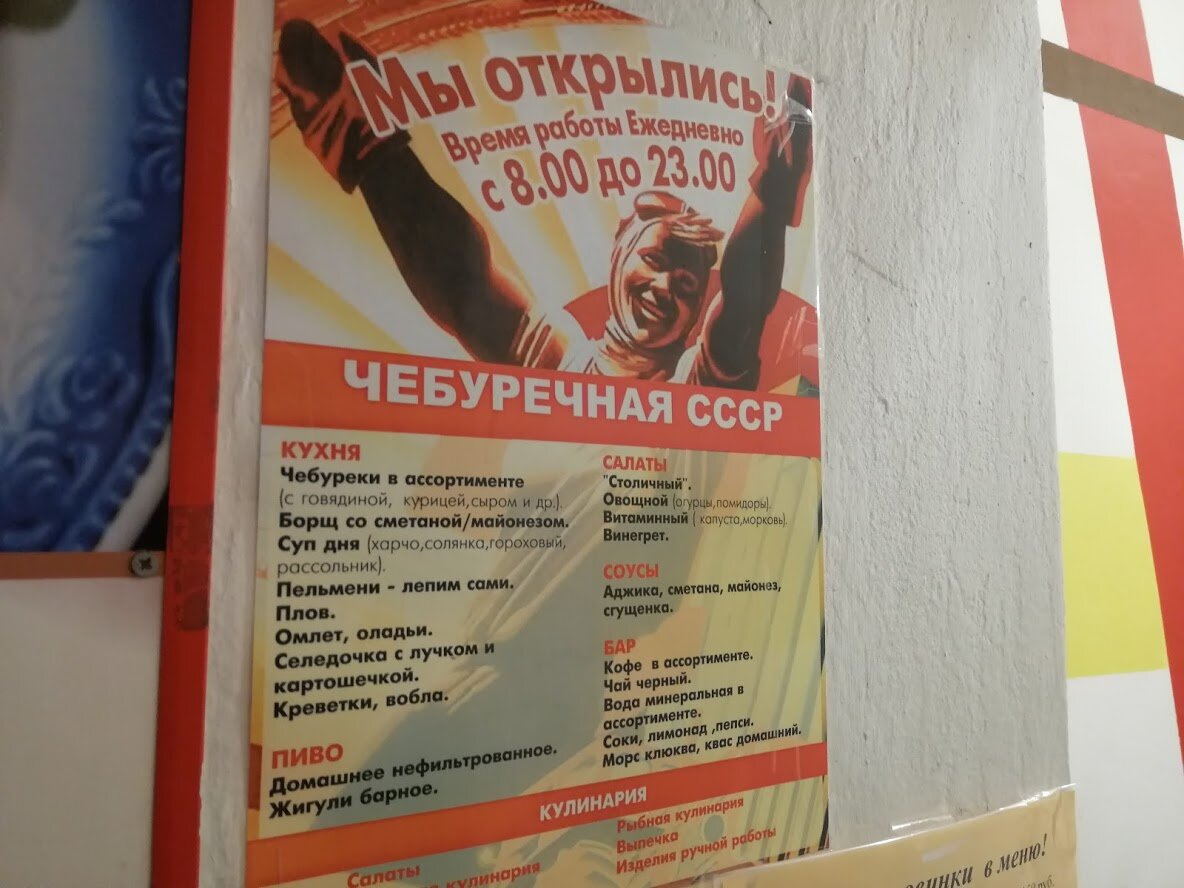 Мы открылись!
Время работы Ежедневно
с 8.00 до 23.00
ЧЕБУРЕЧНАЯ СССР
КУХНЯ
Чебуреки в ассортименте
(с говядиной, курицей,сыром и др.).
Борщ со сметаной/майонезом.
Суп дня (харчо,солянка,гороховый,
рассольник).
Пельмени - лепим сами.
Плов.
Омлет, оладьи.
Селедочка с лучком и
картошечкой.
Креветки, вобла.
ПИВО
Домашнее нефильтрованное.
Жигули барное.
САЛАТЫ
"Столичный".
Овощной (огурцы,помидоры).
Витаминный ( капуста,морковь).
Винегрет.
СОУСЫ
Аджика, сметана, майонез,
сгущенка.
БАР
Кофе в ассортименте.
Чай черный.
Вода минеральная в
ассортименте.
Соки, лимонад ,пепси.
Морс клюква, квас домашний.
КУЛИНАРИЯ
Салаты
кулинария
Рыбная кулинария
Выпечка
Изделия ручной работы
в меню!
руб.